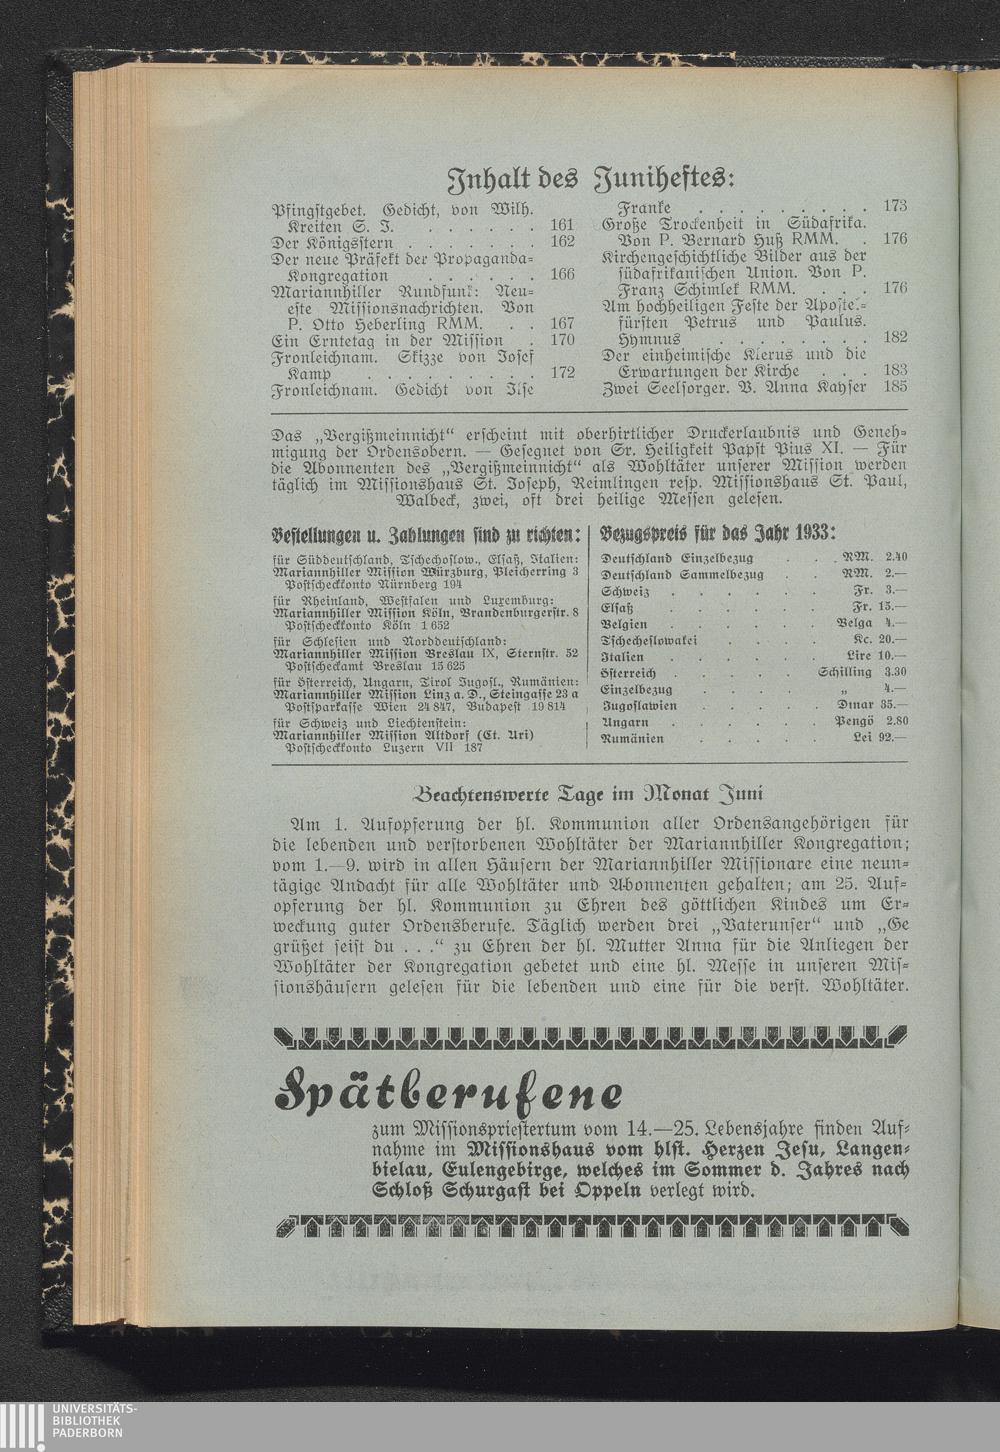 Inhalt des Juniheftes:
Pfingstgebet. Gedicht, von Wilh.
Kreiten S. J. . . . . . . 161
Der Königsstern . . . . . . . 162
Der neue Präfekt der Propaganda-
Kongregation . . . . . . 166
Mariannhiller Rundfunk: Neu-
este Missionsnachrichten. Von
P. Otto Heberling RMM. . . 167
Ein Erntetag in der Mission . 170
Fronleichnam. Skizze von Josef
Kamp . . . . . . . . . 172
Fronleichnam. Gedicht von Ilse
Franke . . . . . . . . . 173
Große Trockenheit in Südafrika.
Von P. Bernard Huß RMM. . 176
Kirchengeschichtliche Bilder aus der
südafrikanischen Union. Von P.
Franz Schimlek RMM. . . . 176
Am hochheiligen Feste der Apostel-
fürsten Petrus und Paulus.
Hymnus . . . . . . . . 182
Der einheimische Klerus und die
Erwartungen der Kirche . . . 183
Zwei Seelsorger. V. Anna Kayser 185
Das „Vergißmeinnicht“ erscheint mit oberhirtlicher Druckerlaubnis und Geneh-
migung der Ordensobern. — Gesegnet von Sr. Heiligkeit Papst Pius XI. — Für
die Abonnenten des „Vergißmeinnicht“ als Wohltäter unserer Mission werden
täglich im Missionshaus St. Joseph, Reimlingen resp. Missionshaus St. Paul,
Walbeck, zwei, oft drei heilige Messen gelesen.
Bestellungen u. Zahlungen sind zu richten:
für Süddeutschland, Tschechoslow., Elsaß, Italien:
Mariannhiller Mission Würzburg, Pleicherring 3
Postscheckkonto Nürnberg 194
für Rheinland, Westfalen und Luxemburg:
Mariannhiller Mission Köln, Brandenburgerstr. 8
Postscheckkonto Köln 1 652
für Schlesien und Norddeutschland:
Mariannhiller Mission Breslau IX, Sternstr. 52
Postscheckamt Breslau 15 625
für Österreich, Ungarn, Tirol Jugosl., Rumänien:
Mariannhiller Mission Linz a. D., Steingasse 23 a
Postsparkasse Wien 24 847, Budapest 19 814
für Schweiz und Liechtenstein:
Mariannhiller Mission Altdorf (Ct. Uri)
Postscheckkonto Luzern VII 187
Bezugspreis für das Jahr 1933:
Deutschland Einzelbezug . . . RM. 2.40
Deutschland Sammelbezug . . RM. 2.—
Schweiz . . . . . . Fr. 3.—
Elsaß . . . . . . Fr. 15.—
Belgien . . . . . . Belga 4.—
Tschecheslowakei . . . . Kc. 20.—
Italien . . . . . . Lire 10.—
Österreich . . . . . Schilling 3.30
Einzelbezug . . . . . „ 4.—
Jugoslawien . . . . . Dinar 35.—
Ungarn . . . . . . Pengö 2.80
Rumänien . . . . . Lei 92.—
Beachtenswerte Tage im Monat Juni
Am 1. Aufopferung der hl. Kommunion aller Ordensangehörigen für
die lebenden und verstorbenen Wohltäter der Mariannhiller Kongregation;
vom 1.—9. wird in allen Häusern der Mariannhiller Missionare eine neun-
tägige Andacht für alle Wohltäter und Abonnenten gehalten; am 25. Auf-
opferung der hl. Kommunion zu Ehren des göttlichen Kindes um Er-
weckung guter Ordensberufe. Täglich werden drei „Vaterunser“ und „Ge
grüßet seist du . . .“ zu Ehren der hl. Mutter Anna für die Anliegen der
Wohltäter der Kongregation gebetet und eine hl. Messe in unseren Mis-
sionshäusern gelesen für die lebenden und eine für die verst. Wohltäter.
Spätberufene
zum Missionspriestertum vom 14.—25. Lebensjahre finden Auf-
nahme im Missionshaus vom hlst. Herzen Jesu, Langen-
bielau, Eulengebirge, welches im Sommer d. Jahres nach
Schloß Schurgast bei Oppeln verlegt wird.
UNIVERSITÄTS-
BIBLIOTHEK
PADERBORN